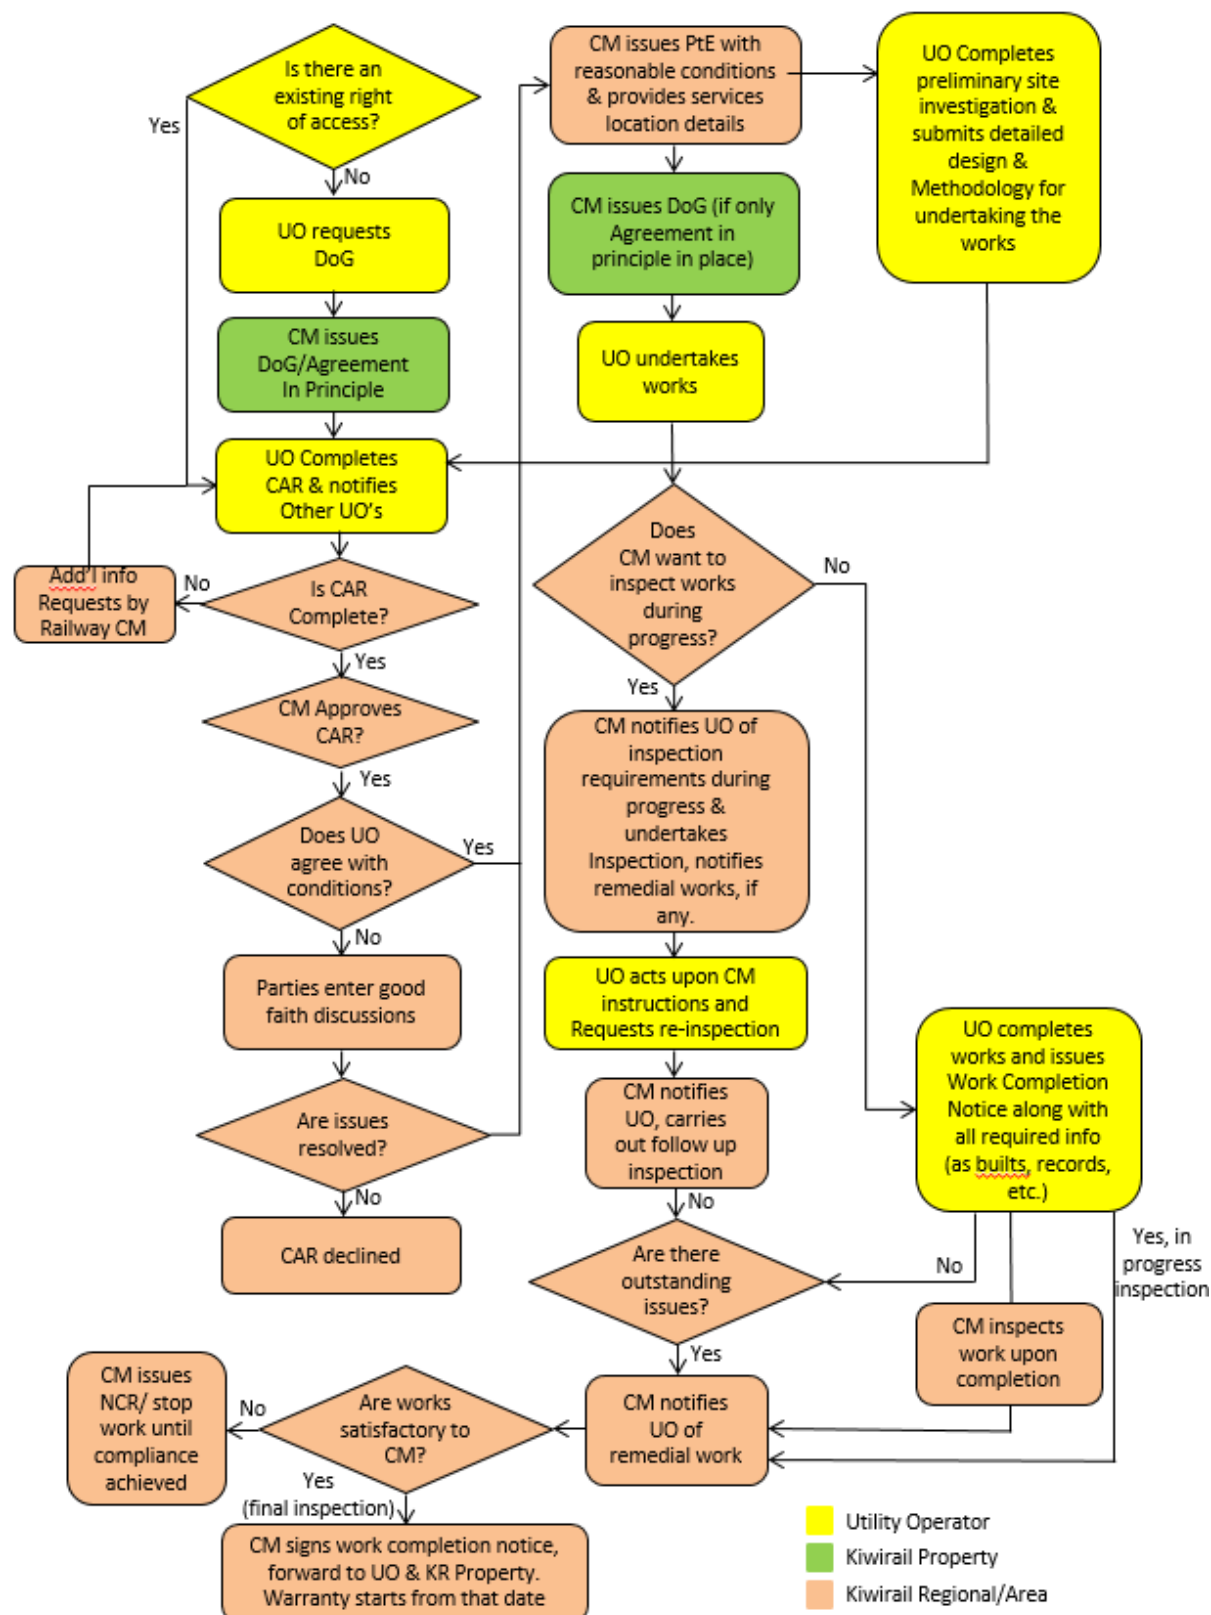 Is there an
existing right
of access?
Yes
No
UO requests
DoG
CM issues
DoG/Agreement
In Principle
UO Completes
CAR & notifies
Other UO's
Add'l info
Requests by
Railway CM
No
Is CAR
Complete?
Yes
CM Approves
CAR?
Yes
Does UO
agree with
conditions?
Yes
No
Parties enter good
faith discussions
Are issues
resolved?
No
CAR declined
CM issues PtE with
reasonable conditions
& provides services
location details
UO Completes
preliminary site
investigation &
submits detailed
design &
Methodology for
undertaking the
works
CM issues DoG (if only
Agreement in
principle in place)
UO undertakes
works
Does
CM want to
inspect works
during
progress?
No
Yes
CM notifies UO of
inspection
requirements during
progress &
undertakes
Inspection, notifies
remedial works, if
any.
UO acts upon CM
instructions and
Requests re-inspection
CM notifies
UO, carries
out follow up
inspection
No
Are there
outstanding
issues?
Yes
UO completes
works and issues
Work Completion
Notice along with
all required info
(as builts, records,
etc.)
No
Yes, in
progress
inspection
CM inspects
work upon
completion
CM notifies
UO of
remedial work
Are works
satisfactory to
CM?
No
CM issues
NCR/ stop
work until
compliance
achieved
Yes
(final inspection)
CM signs work completion notice,
forward to UO & KR Property.
Warranty starts from that date
Utility Operator
Kiwirail Property
Kiwirail Regional/Area